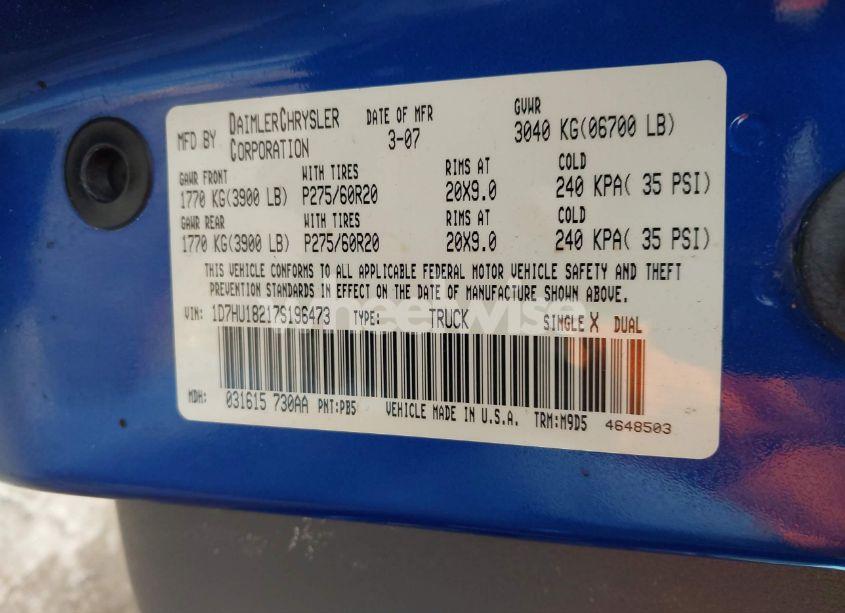 MFD BY DAIMLERCHRYSLER CORPORATION DATE OF MFR 3-07 GVWR 3040 KG(06700 LB)
GAWR FRONT WITH TIRES RIMS AT COLD
1770 KG(3900 LB) P275/60R20 20X9.0 240 KPA( 35 PSI)
GAWR REAR WITH TIRES RIMS AT COLD
1770 KG(3900 LB) P275/60R20 20X9.0 240 KPA( 35 PSI)
THIS VEHICLE CONFORMS TO ALL APPLICABLE FEDERAL MOTOR VEHICLE SAFETY AND THEFT
PREVENTION STANDARDS IN EFFECT ON THE DATE OF MANUFACTURE SHOWN ABOVE.
VIN: 1D7HU18217S196473 TYPE: TRUCK SINGLE X DUAL
MDH: 031615 730AA PNT:PB5 VEHICLE MADE IN U.S.A. TRM:M9D5 4648503